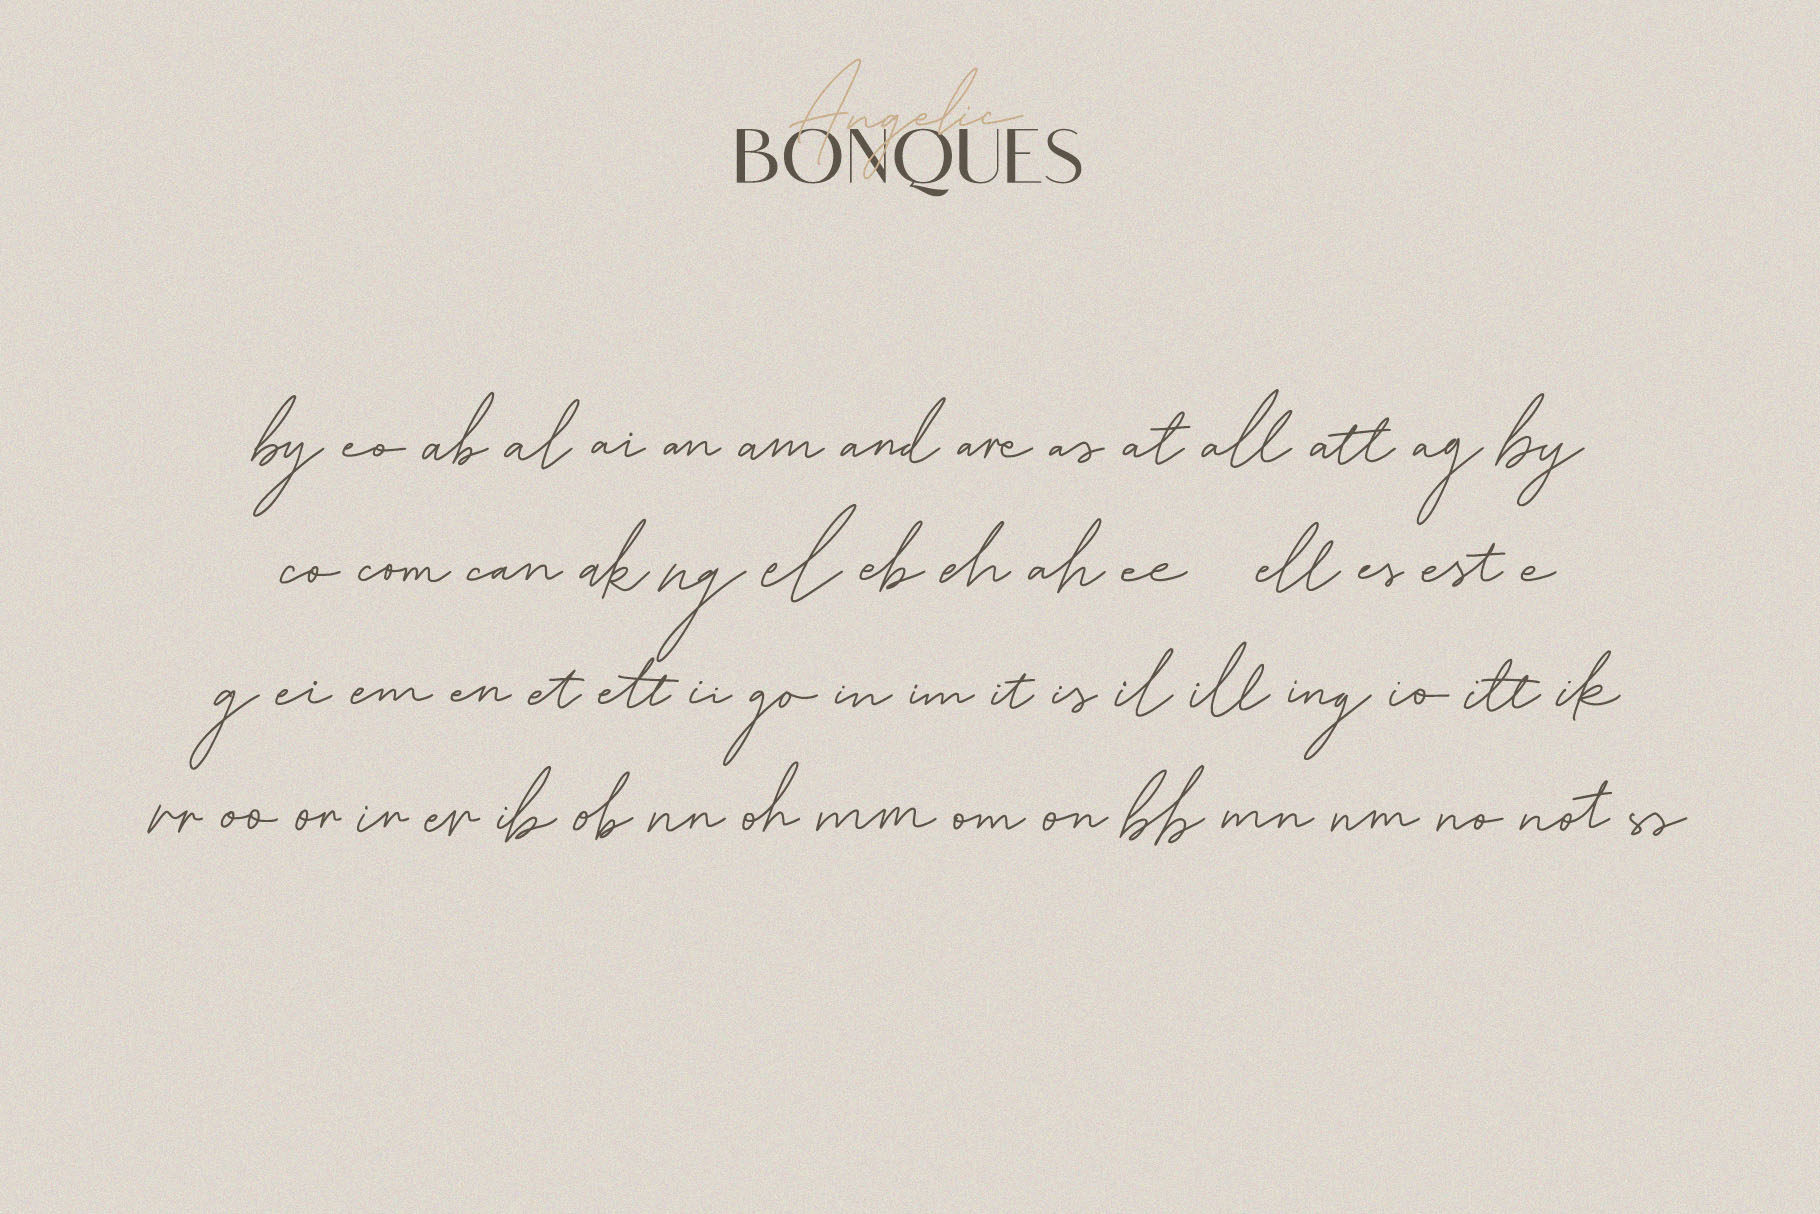 Angelic
BONQUES
by eo ab al ai an am and are as at all att ag by
co com can ak ng el eb eh ah ee ell es est e
g ei em en et ett ii go in im it is il ill ing io itt ik
rr oo or ir er ib ob nn oh mm om on bb mn nm no not ss